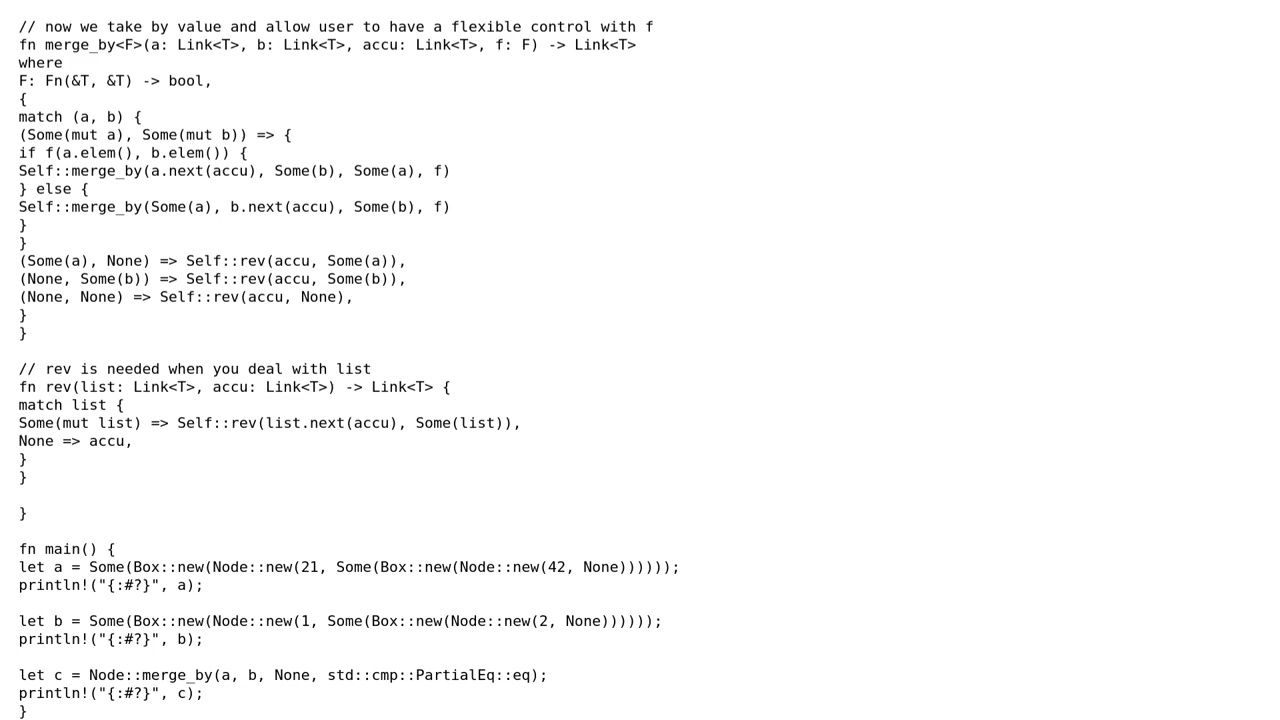 // now we take by value and allow user to have a flexible control with f
fn merge_by<F>(a: Link<T>, b: Link<T>, accu: Link<T>, f: F) -> Link<T>
where
F: Fn(&T, &T) -> bool,
{
match (a, b) {
(Some(mut a), Some(mut b)) => {
if f(a.elem(), b.elem()) {
Self::merge_by(a.next(accu), Some(b), Some(a), f)
} else {
Self::merge_by(Some(a), b.next(accu), Some(b), f)
}
}
(Some(a), None) => Self::rev(accu, Some(a)),
(None, Some(b)) => Self::rev(accu, Some(b)),
(None, None) => Self::rev(accu, None),
}
}

// rev is needed when you deal with list
fn rev(list: Link<T>, accu: Link<T>) -> Link<T> {
match list {
Some(mut list) => Self::rev(list.next(accu), Some(list)),
None => accu,
}
}

}

fn main() {
let a = Some(Box::new(Node::new(21, Some(Box::new(Node::new(42, None))))));
println!("{:#?}", a);

let b = Some(Box::new(Node::new(1, Some(Box::new(Node::new(2, None))))));
println!("{:#?}", b);

let c = Node::merge_by(a, b, None, std::cmp::PartialEq::eq);
println!("{:#?}", c);
}